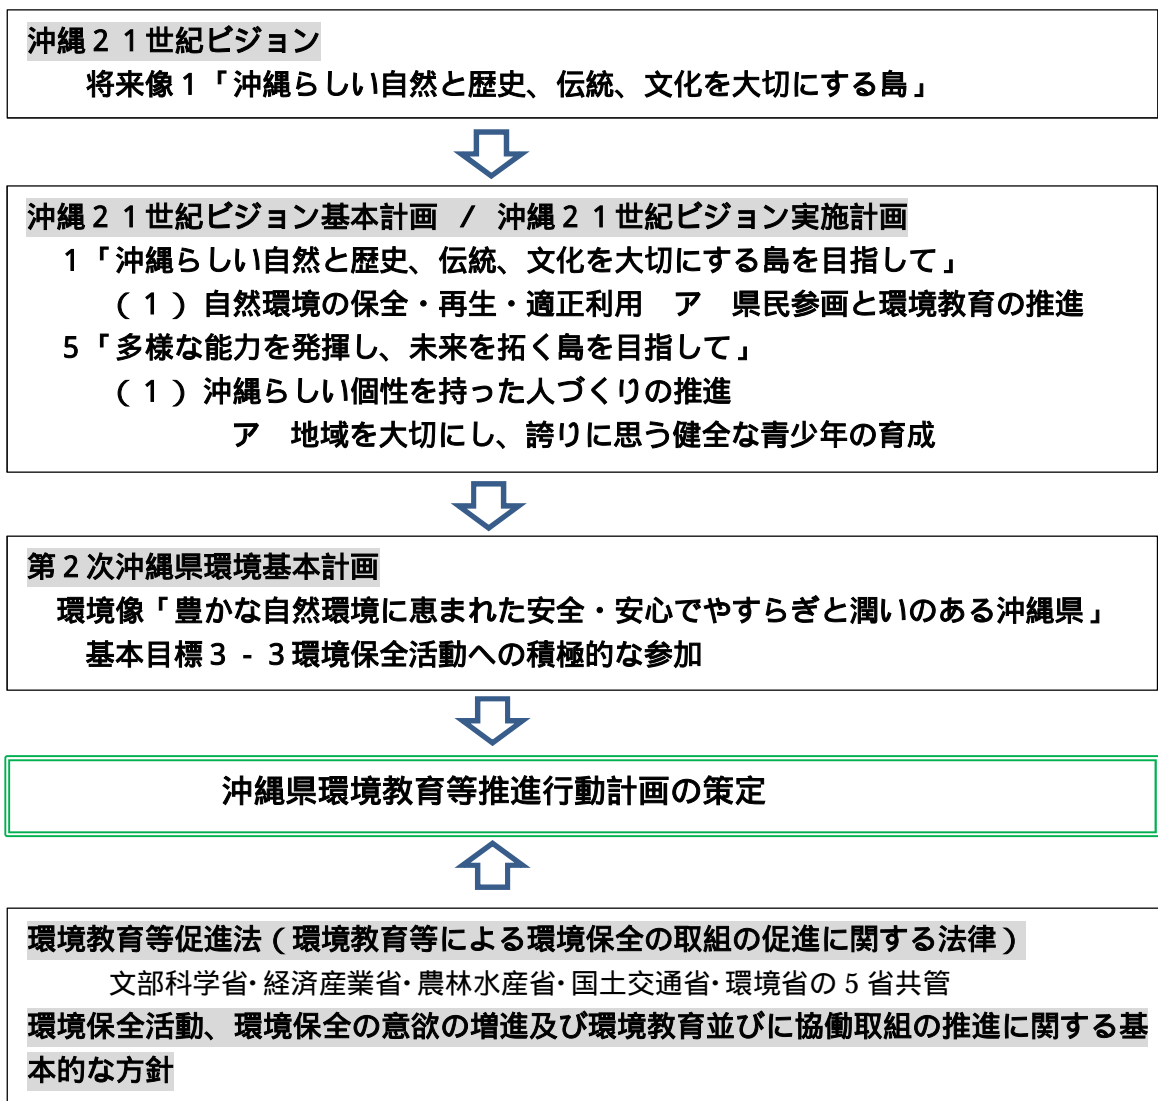 沖縄21世紀ビジョン
将来像1「沖縄らしい自然と歴史、伝統、文化を大切にする島」
沖縄21世紀ビジョン基本計画 / 沖縄21世紀ビジョン実施計画
1「沖縄らしい自然と歴史、伝統、文化を大切にする島を目指して」
(1)自然環境の保全・再生・適正利用 ア 県民参画と環境教育の推進
5「多様な能力を発揮し、未来を拓く島を目指して」
(1)沖縄らしい個性を持った人づくりの推進
ア 地域を大切にし、誇りに思う健全な青少年の育成
第2次沖縄県環境基本計画
環境像「豊かな自然環境に恵まれた安全・安心でやすらぎと潤いのある沖縄県」
基本目標3-3環境保全活動への積極的な参加
沖縄県環境教育等推進行動計画の策定
環境教育等促進法(環境教育等による環境保全の取組の促進に関する法律)
文部科学省・経済産業省・農林水産省・国土交通省・環境省の5省共管
環境保全活動、環境保全の意欲の増進及び環境教育並びに協働取組の推進に関する基
本的な方針